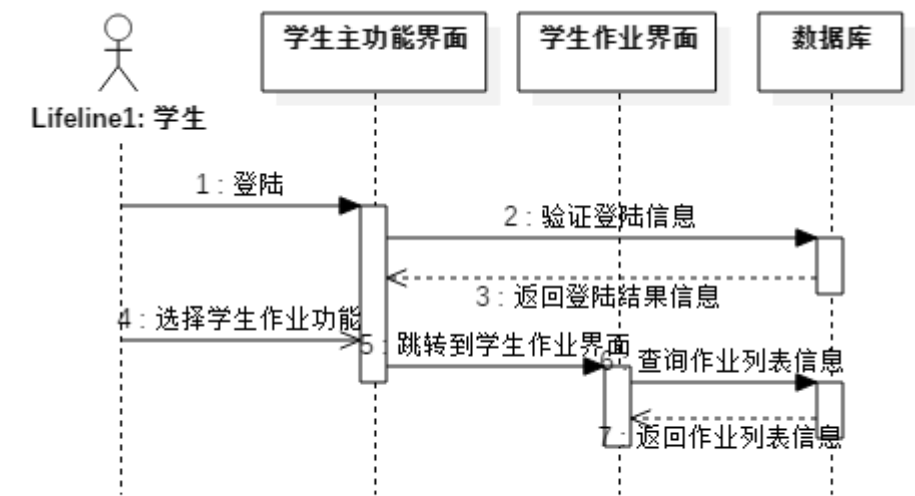 学生主功能界面
学生作业界面
数据库
Lifeline1: 学生
1 : 登陆
2 : 验证登陆信息
3 : 返回登陆结果信息
4 : 选择学生作业功能
5 : 跳转到学生作业界面
6 : 查询作业列表信息
7 : 返回作业列表信息